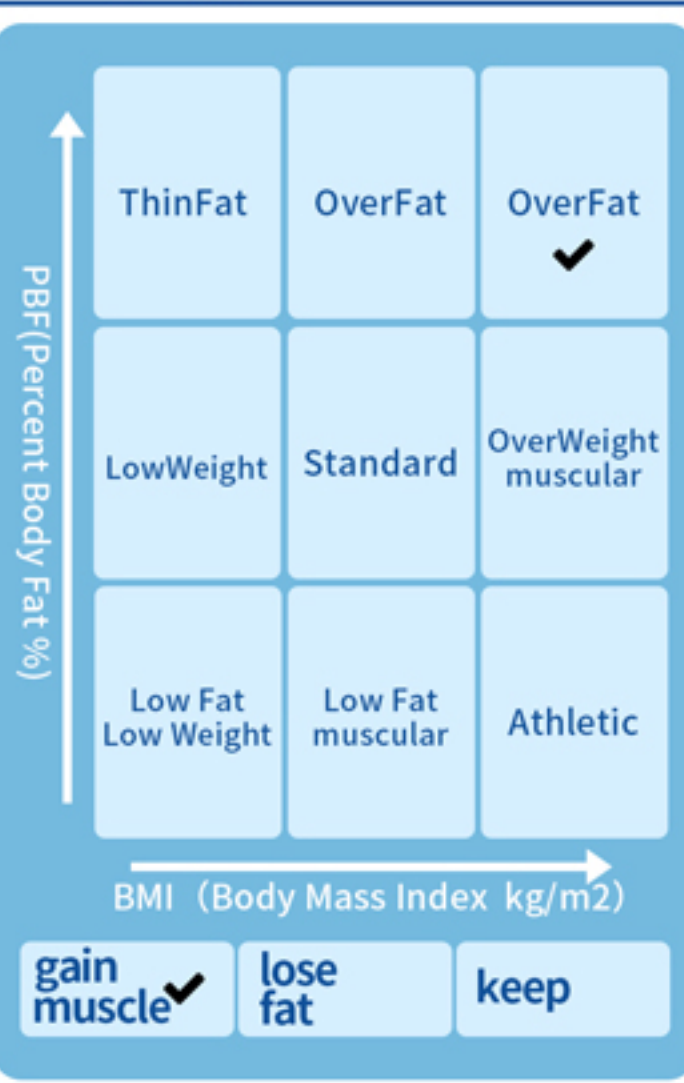 ThinFat
OverFat
OverFat
PBF(Percent Body Fat %)
LowWeight
Standard
OverWeight
muscular
Low Fat
Low Weight
Low Fat
muscular
Athletic
BMI（Body Mass Index kg/m2）
gain
muscle
lose
fat
keep